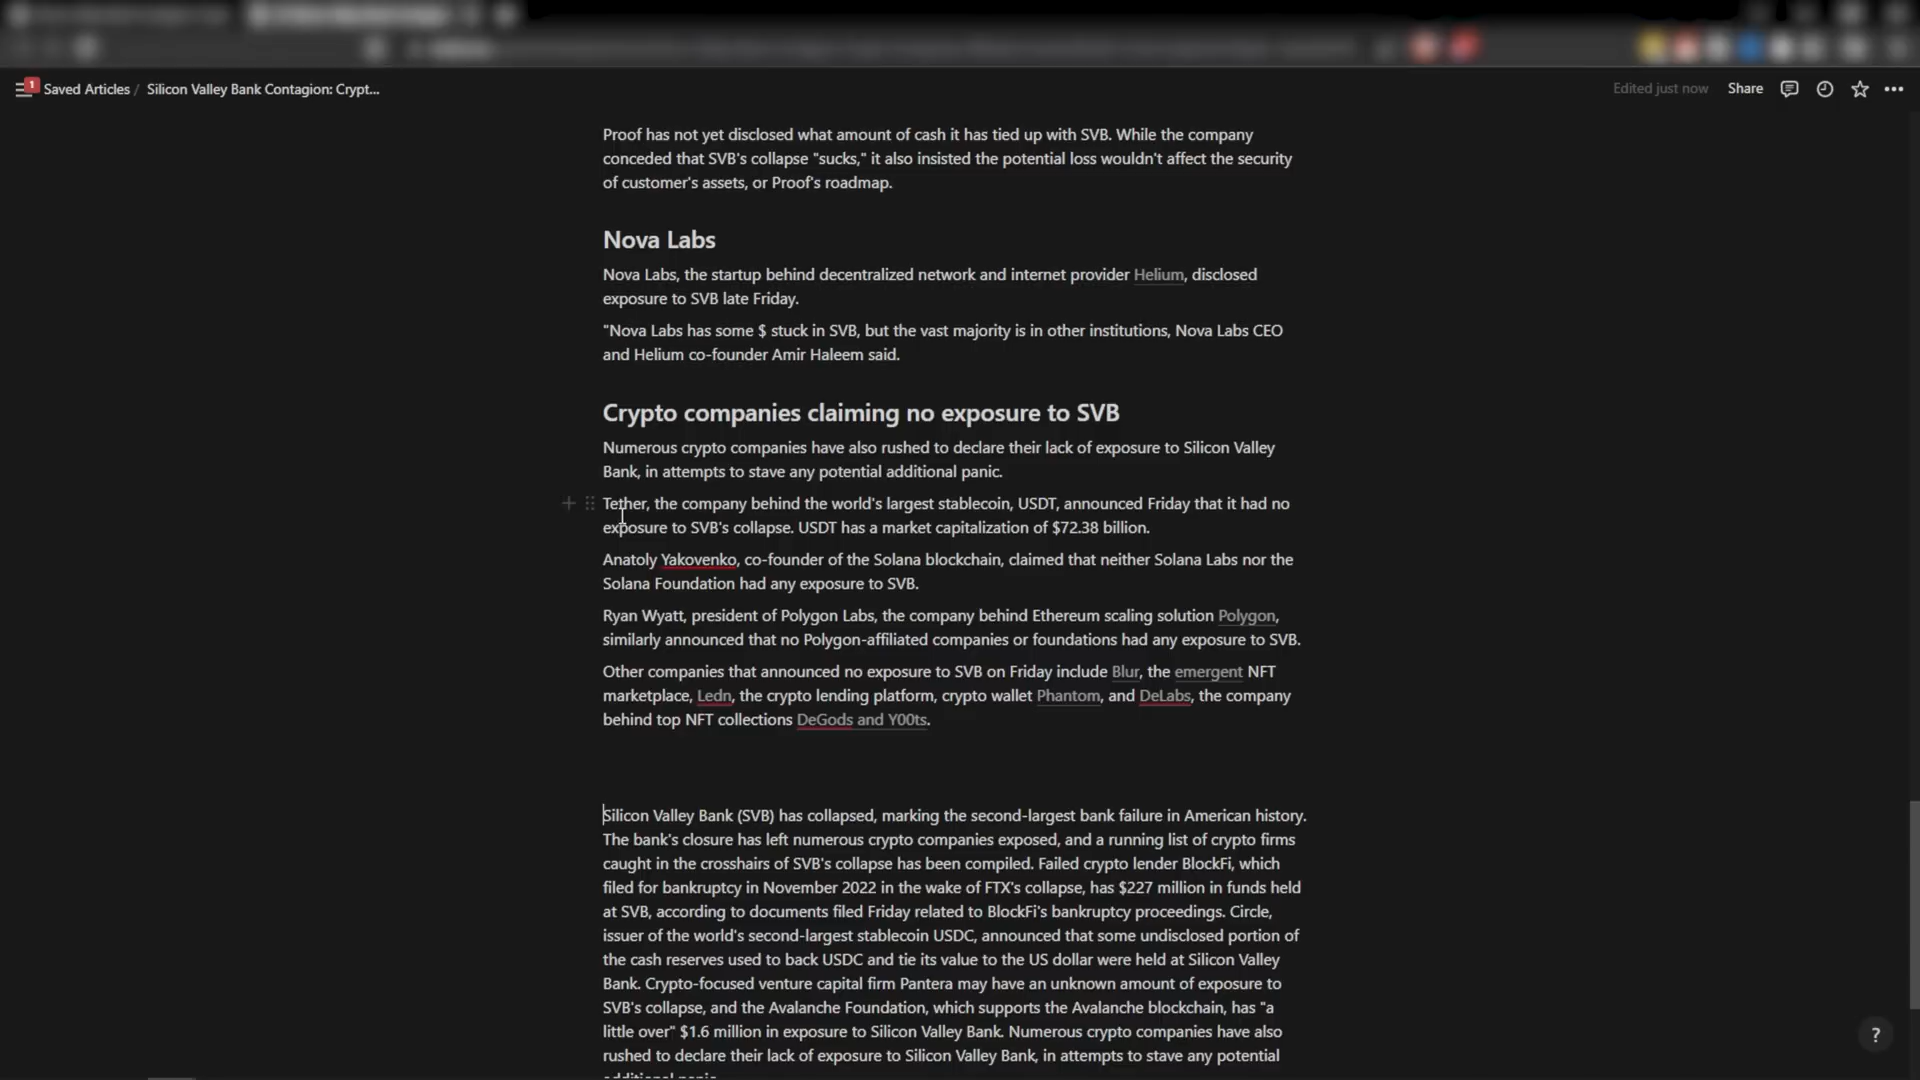 1
Saved Articles / Silicon Valley Bank Contagion: Crypt...
Edited just now
Share
Proof has not yet disclosed what amount of cash it has tied up with SVB. While the company
conceded that SVB's collapse "sucks," it also insisted the potential loss wouldn't affect the security
of customer's assets, or Proof's roadmap.
Nova Labs
Nova Labs, the startup behind decentralized network and internet provider Helium, disclosed
exposure to SVB late Friday.
"Nova Labs has some $ stuck in SVB, but the vast majority is in other institutions, Nova Labs CEO
and Helium co-founder Amir Haleem said.
Crypto companies claiming no exposure to SVB
Numerous crypto companies have also rushed to declare their lack of exposure to Silicon Valley
Bank, in attempts to stave any potential additional panic.
Tether, the company behind the world's largest stablecoin, USDT, announced Friday that it had no
exposure to SVB's collapse. USDT has a market capitalization of $72.38 billion.
Anatoly Yakovenko, co-founder of the Solana blockchain, claimed that neither Solana Labs nor the
Solana Foundation had any exposure to SVB.
Ryan Wyatt, president of Polygon Labs, the company behind Ethereum scaling solution Polygon,
similarly announced that no Polygon-affiliated companies or foundations had any exposure to SVB.
Other companies that announced no exposure to SVB on Friday include Blur, the emergent NFT
marketplace, Ledn, the crypto lending platform, crypto wallet Phantom, and DeLabs, the company
behind top NFT collections DeGods and Y00ts.
Silicon Valley Bank (SVB) has collapsed, marking the second-largest bank failure in American history.
The bank's closure has left numerous crypto companies exposed, and a running list of crypto firms
caught in the crosshairs of SVB's collapse has been compiled. Failed crypto lender BlockFi, which
filed for bankruptcy in November 2022 in the wake of FTX's collapse, has $227 million in funds held
at SVB, according to documents filed Friday related to BlockFi's bankruptcy proceedings. Circle,
issuer of the world's second-largest stablecoin USDC, announced that some undisclosed portion of
the cash reserves used to back USDC and tie its value to the US dollar were held at Silicon Valley
Bank. Crypto-focused venture capital firm Pantera may have an unknown amount of exposure to
SVB's collapse, and the Avalanche Foundation, which supports the Avalanche blockchain, has "a
little over" $1.6 million in exposure to Silicon Valley Bank. Numerous crypto companies have also
rushed to declare their lack of exposure to Silicon Valley Bank, in attempts to stave any potential
additional panic.
?